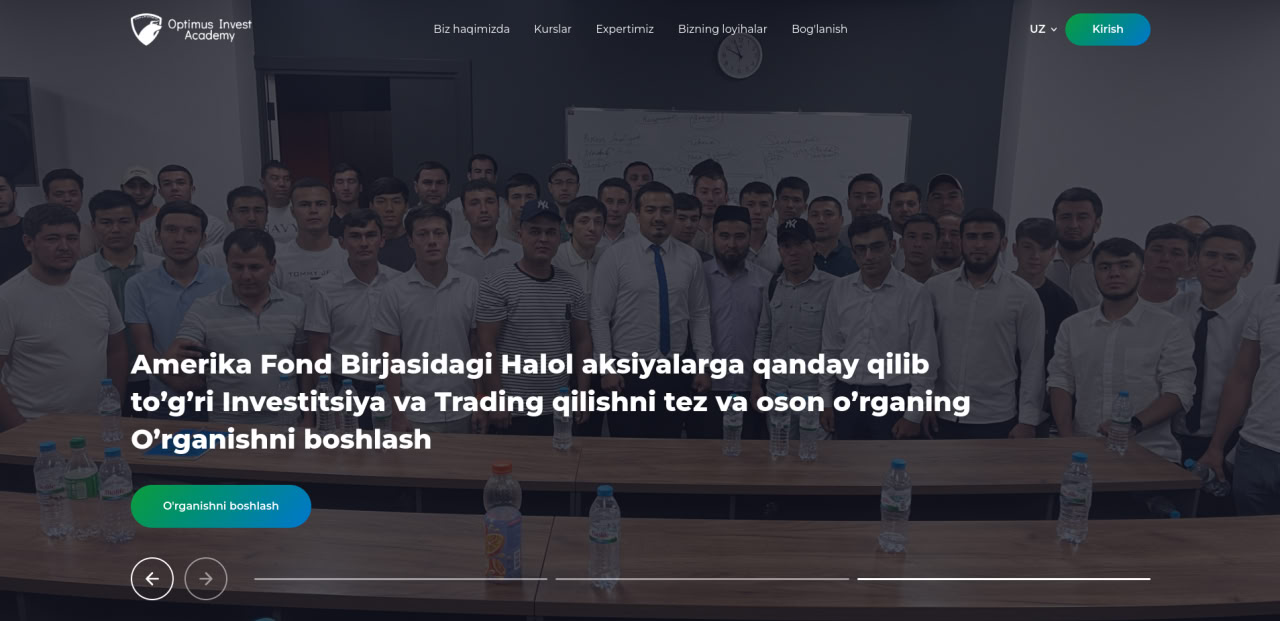 Optimus Invest
Academy
Biz haqimizda
Kurslar
Expertimiz
Bizning loyihalar
Bog'lanish
UZ
Kirish
Amerika Fond Birjasidagi Halol aksiyalarga qanday qilib
to’g’ri Investitsiya va Trading qilishni tez va oson o’rganing
O’rganishni boshlash
O'rganishni boshlash